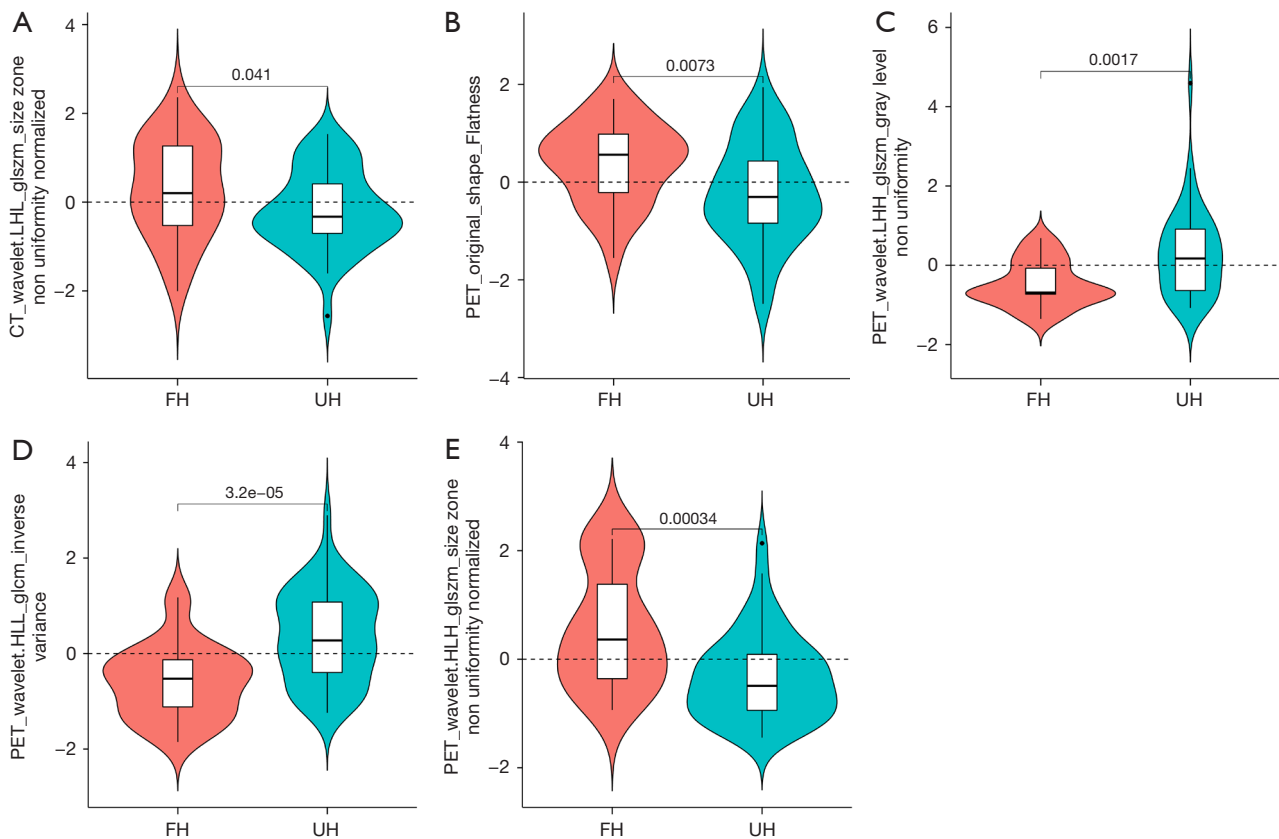 A
CT_wavelet.LHL_glszm_size zone
non uniformity normalized
4
2
0
−2
0.041
FH
UH
B
PET_original_shape_Flatness
2
0
−2
−4
0.0073
FH
UH
C
PET_wavelet.LHH_glszm_gray level
non uniformity
6
4
2
0
−2
0.0017
FH
UH
D
PET_wavelet.HLL_glcm_inverse
variance
4
2
0
−2
3.2e−05
FH
UH
E
PET_wavelet.HLH_glszm_size zone
non uniformity normalized
4
2
0
−2
0.00034
FH
UH